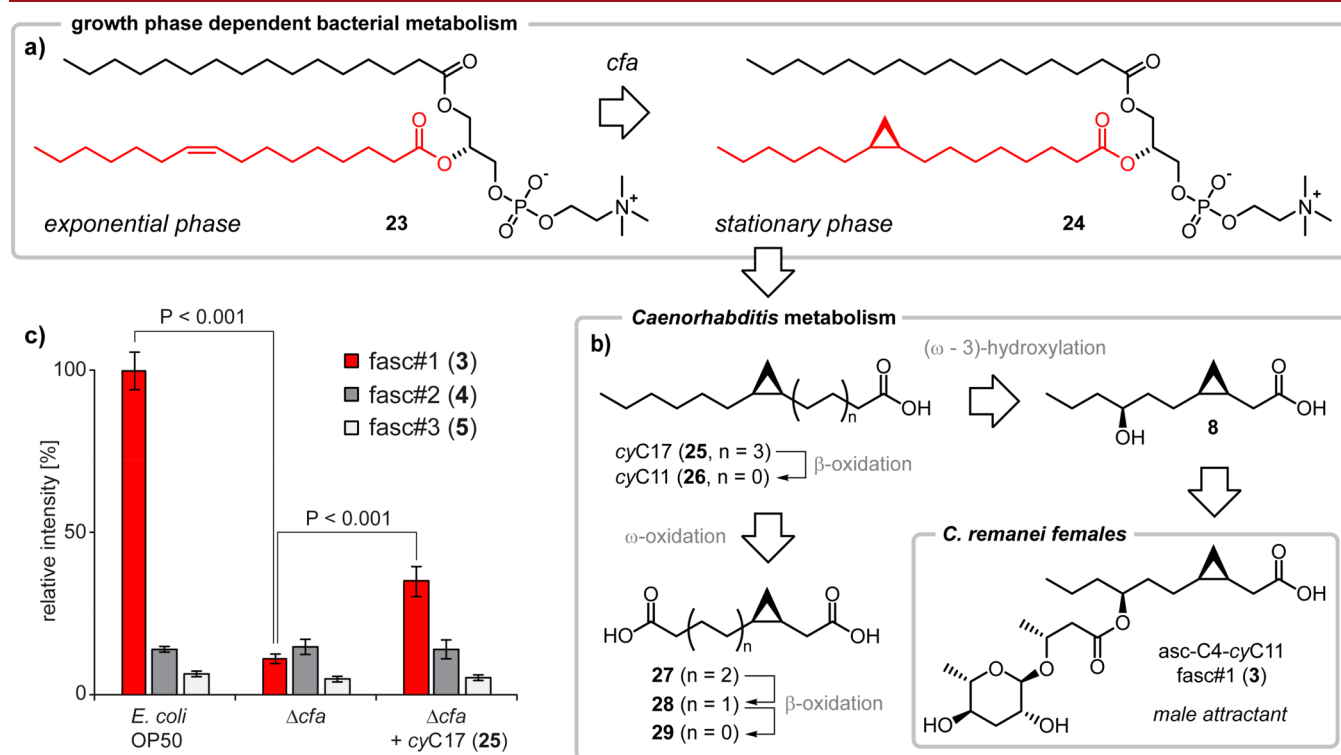 growth phase dependent bacterial metabolism
a)
cfa
O
O
O
O
O
O
O
O
O
P
O-
O
O
N+
O
P
O-
O
O
N+
exponential phase
23
stationary phase
24
c)
P < 0.001
P < 0.001
fasc#1 (3)
fasc#2 (4)
fasc#3 (5)
relative intensity [%]
100
50
0
E. coli
OP50
Δcfa
Δcfa
+ cyC17 (25)
Caenorhabditis metabolism
b)
(ω - 3)-hydroxylation
O
OH
n
cyC17 (25, n = 3)
cyC11 (26, n = 0)
β-oxidation
O
OH
OH
8
ω-oxidation
O
HO
n
O
OH
27 (n = 2)
28 (n = 1)
29 (n = 0)
β-oxidation
C. remanei females
O
OH
O
O
O
O
HO
OH
asc-C4-cyC11
fasc#1 (3)
male attractant